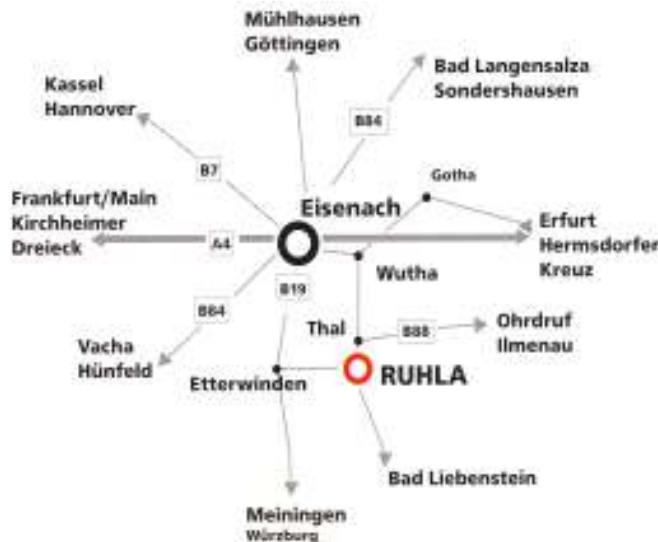 Mühlhausen
Göttingen
Bad Langensalza
Sondershausen
Kassel
Hannover
B84
B7
Gotha
Frankfurt/Main
Kirchheimer
Dreieck
Eisenach
A4
Erfurt
Hermsdorfer
Kreuz
Wutha
B19
B84
Thal
B88
Ohrdruf
Ilmenau
Vacha
Hünfeld
Etterwinden
RUHLA
Bad Liebenstein
Meiningen
Würzburg